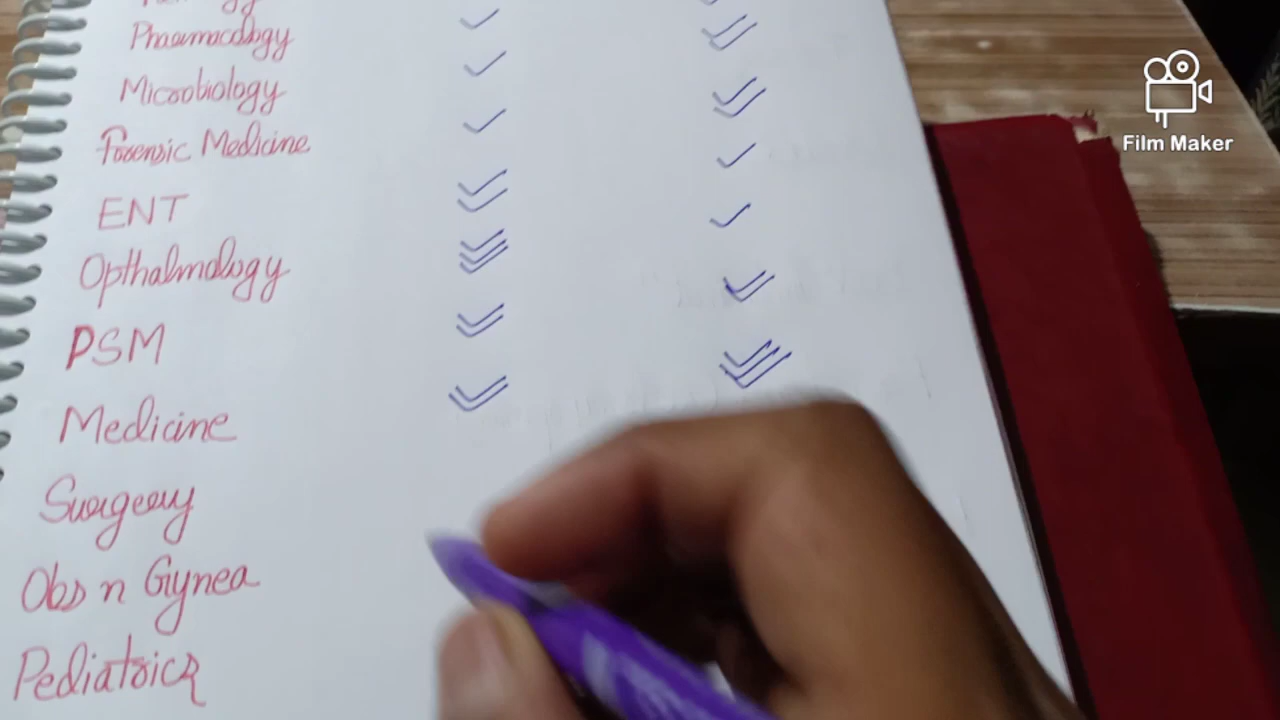 Pharmacology
Microbiology
Forensic Medicine
ENT
Opthalmology
PSM
Medicine
Surgery
Obs n Gynea
Pediatrics
Film Maker